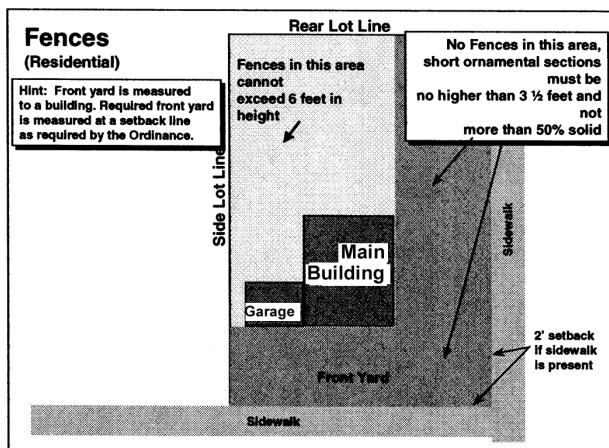 Fences
(Residential)
Hint: Front yard is measured
to a building. Required front yard
is measured at a setback line
as required by the Ordinance.
Rear Lot Line
Fences in this area
cannot
exceed 6 feet in
height
No Fences in this area,
short ornamental sections
must be
no higher than 3 ½ feet and
not
more than 50% solid
Side Lot Line
Main
Building
Garage
Sidewalk
2' setback
if sidewalk
is present
Front Yard
Sidewalk